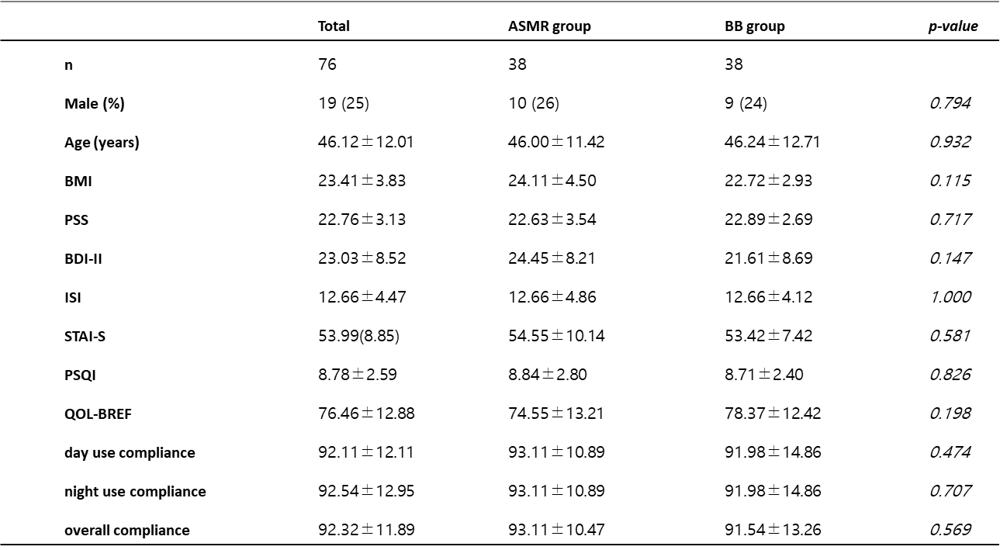 Total ASMR group BB group p-value
n 76 38 38
Male (%) 19 (25) 10 (26) 9 (24) 0.794
Age (years) 46.12±12.01 46.00±11.42 46.24±12.71 0.932
BMI 23.41±3.83 24.11±4.50 22.72±2.93 0.115
PSS 22.76±3.13 22.63±3.54 22.89±2.69 0.717
BDI-II 23.03±8.52 24.45±8.21 21.61±8.69 0.147
ISI 12.66±4.47 12.66±4.86 12.66±4.12 1.000
STAI-S 53.99(8.85) 54.55±10.14 53.42±7.42 0.581
PSQI 8.78±2.59 8.84±2.80 8.71±2.40 0.826
QOL-BREF 76.46±12.88 74.55±13.21 78.37±12.42 0.198
day use compliance 92.11±12.11 93.11±10.89 91.98±14.86 0.474
night use compliance 92.54±12.95 93.11±10.89 91.98±14.86 0.707
overall compliance 92.32±11.89 93.11±10.47 91.54±13.26 0.569